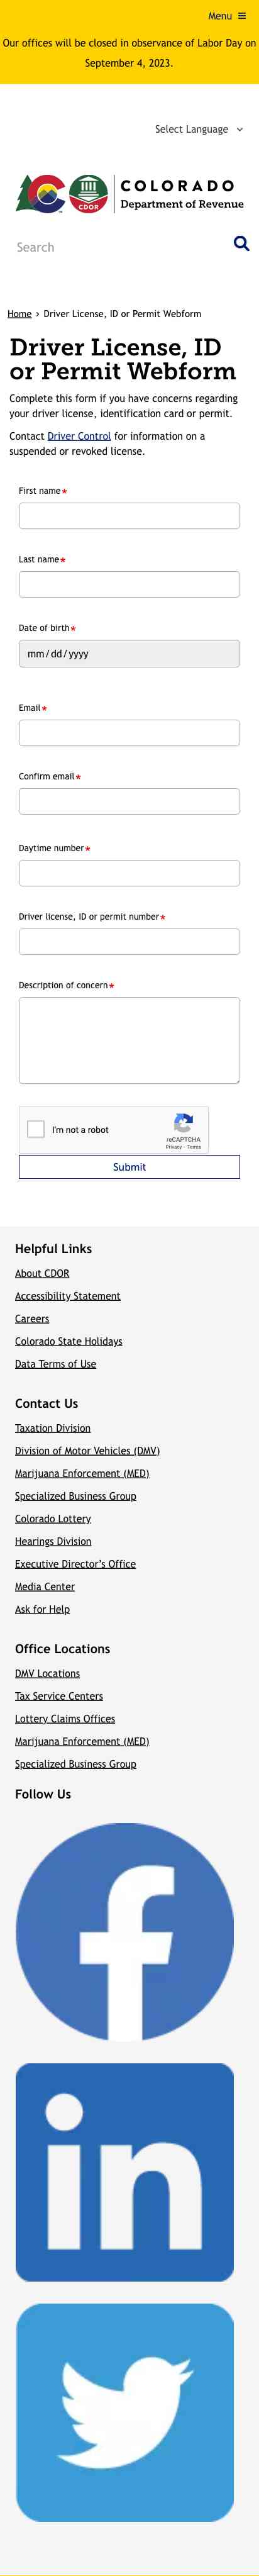 Menu ≡
Our offices will be closed in observance of Labor Day on
September 4, 2023.
Select Language
CDOR
COLORADO
Department of Revenue
Search
Home › Driver License, ID or Permit Webform
Driver License, ID
or Permit Webform
Complete this form if you have concerns regarding
your driver license, identification card or permit.
Contact Driver Control for information on a
suspended or revoked license.
First name*
Last name*
Date of birth*
mm/dd/yyyy
Email*
Confirm email*
Daytime number*
Driver license, ID or permit number*
Description of concern*
I'm not a robot
reCAPTCHA
Privacy - Terms
Submit
Helpful Links
About CDOR
Accessibility Statement
Careers
Colorado State Holidays
Data Terms of Use
Contact Us
Taxation Division
Division of Motor Vehicles (DMV)
Marijuana Enforcement (MED)
Specialized Business Group
Colorado Lottery
Hearings Division
Executive Director’s Office
Media Center
Ask for Help
Office Locations
DMV Locations
Tax Service Centers
Lottery Claims Offices
Marijuana Enforcement (MED)
Specialized Business Group
Follow Us
f
in